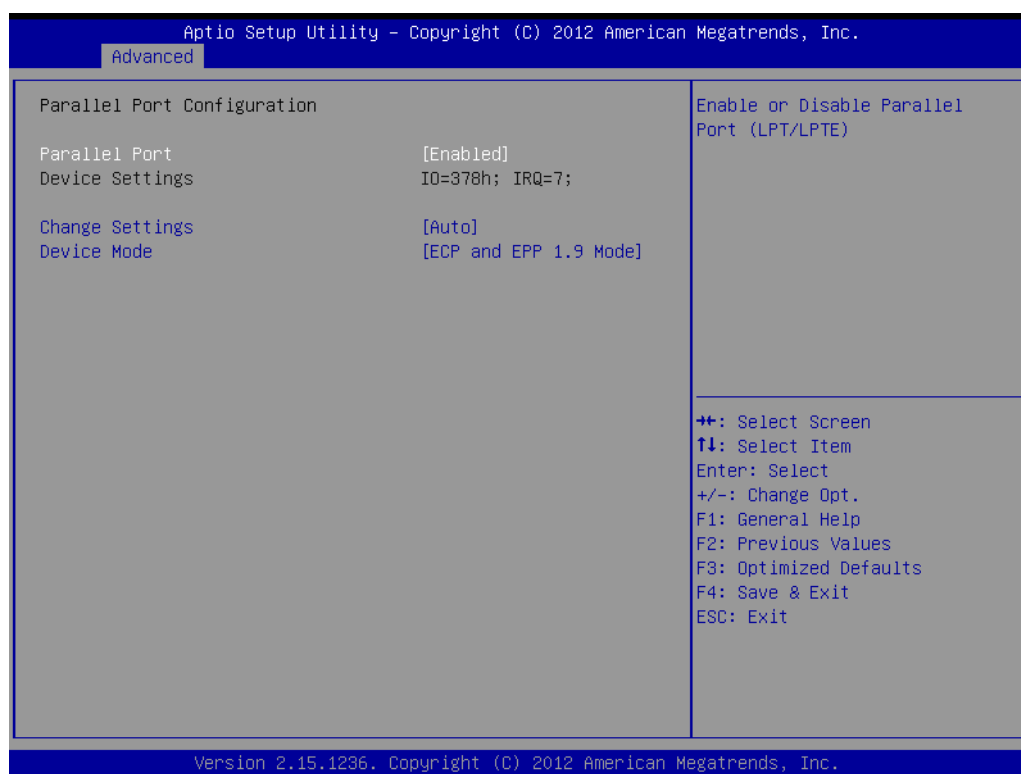 Aptio Setup Utility – Copyright (C) 2012 American Megatrends, Inc.
Advanced
Parallel Port Configuration
Parallel Port [Enabled]
Device Settings IO=378h; IRQ=7;
Change Settings [Auto]
Device Mode [ECP and EPP 1.9 Mode]
Enable or Disable Parallel
Port (LPT/LPTE)
→←: Select Screen
↑↓: Select Item
Enter: Select
+/-: Change Opt.
F1: General Help
F2: Previous Values
F3: Optimized Defaults
F4: Save & Exit
ESC: Exit
Version 2.15.1236. Copyright (C) 2012 American Megatrends, Inc.